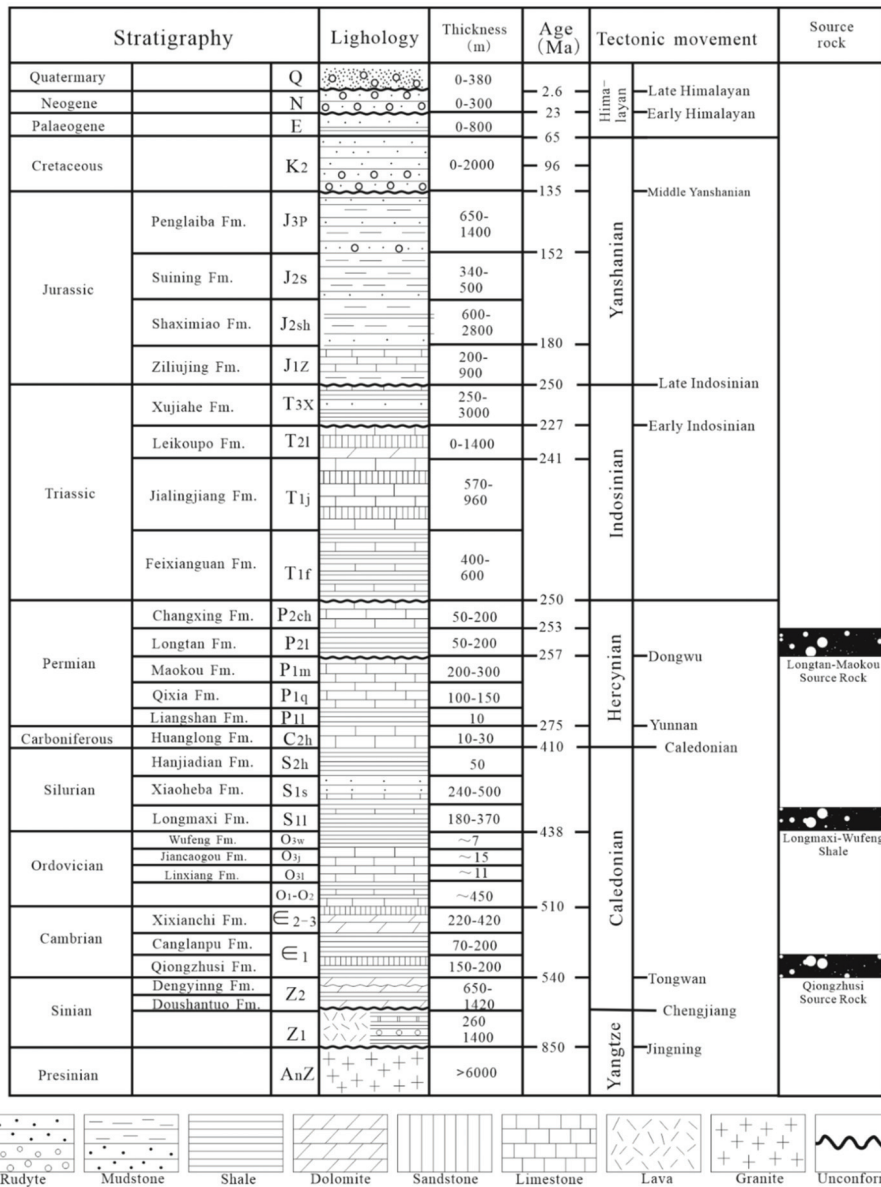 Stratigraphy Lighology Thickness (m) Age (Ma) Tectonic movement Source rock
Quaternary Q 0-380
2.6 Late Himalayan
Neogene N 0-300
23 Early Himalayan
Hima-
layan
Palaeogene E 0-800
65
Cretaceous K2 0-2000 96
135 Middle Yanshanian
Jurassic
Penglaiba Fm. J3P 650-
1400
152
Suining Fm. J2s 340-
500
Yanshanian
Shaximiao Fm. J2sh 600-
2800
180
Ziliujing Fm. J1Z 200-
900
250 Late Indosinian
Triassic
Xujiahe Fm. T3X 250-
3000
227 Early Indosinian
Leikoupo Fm. T2l 0-1400
241
Indosinian
Jialingjiang Fm. T1j 570-
960
Feixianguan Fm. T1f 400-
600
250
Permian
Changxing Fm. P2ch 50-200
253
Longtan Fm. P2l 50-200
257 Dongwu
Longtan-Maokou
Source Rock
Maokou Fm. P1m 200-300
Hercynian
Qixia Fm. P1q 100-150
Liangshan Fm. P1l 10
275 Yunnan
Carboniferous Huanglong Fm. C2h 10-30
410 Caledonian
Silurian
Hanjiadian Fm. S2h 50
Xiaoheba Fm. S1s 240-500
Longmaxi Fm. S1l 180-370
438
Longmaxi-Wufeng
Shale
Ordovician
Wufeng Fm. O3w ~7
Jiancaogou Fm. O3j ~15
Linxiang Fm. O3l ~11
O1-O2 ~450
Caledonian
510
Cambrian
Xixianchi Fm. ∈2-3 220-420
Canglanpu Fm. ∈1 70-200
Qiongzhusi Fm. 150-200
540 Tongwan
Qiongzhusi
Source Rock
Sinian
Dengyinng Fm. Z2 650-
1420
Doushantuo Fm.
Chengjiang
Z1 260
1400
850 Jingning
Yangtze
Presinian AnZ >6000
Rudyte Mudstone Shale Dolomite Sandstone Limestone Lava Granite Unconfor